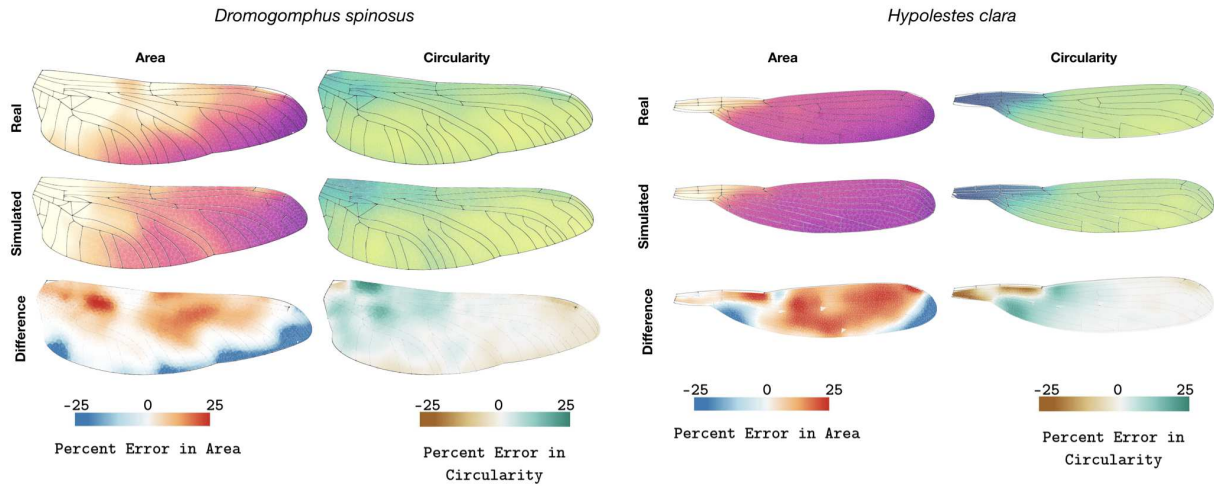 Dromogomphus spinosus
Hypolestes clara
Area
Circularity
Area
Circularity
Real
Real
Simulated
Simulated
Difference
Difference
-25 0 25
-25 0 25
-25 0 25
-25 0 25
Percent Error in Area
Percent Error in
Circularity
Percent Error in Area
Percent Error in
Circularity